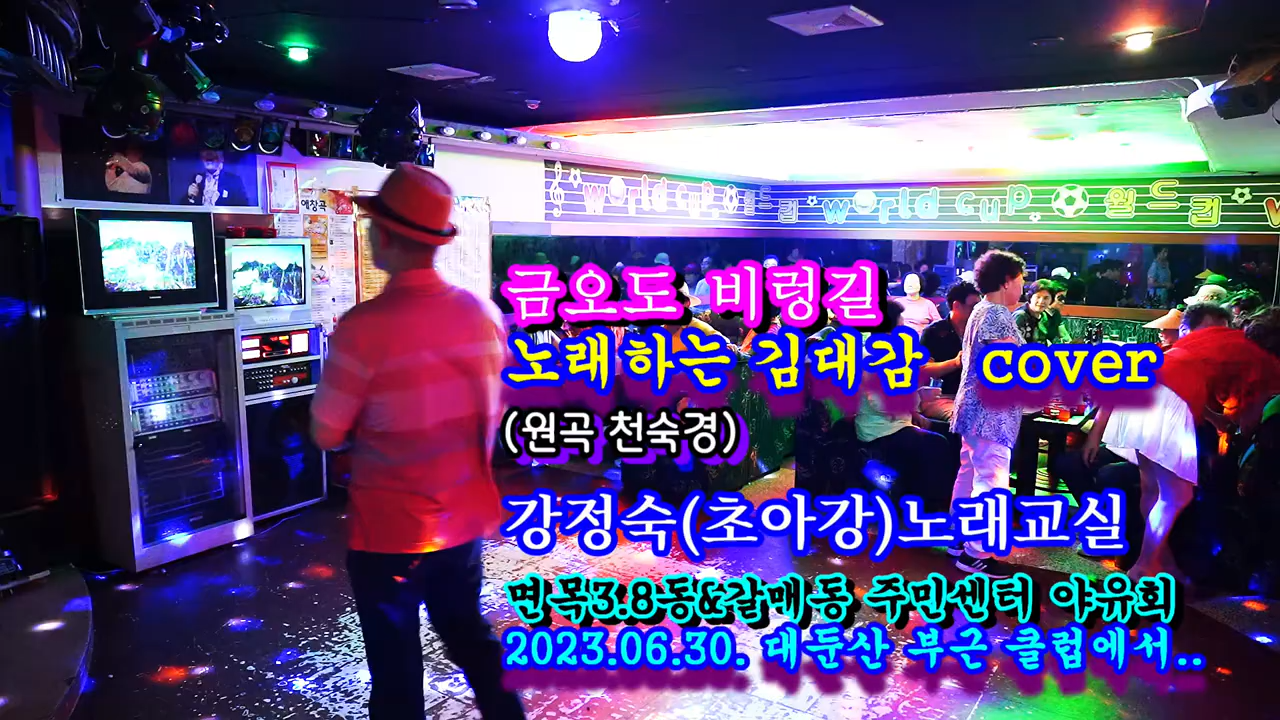 애창곡
world cup 월드컵 world cup 월드컵 w
금오도 비렁길
노래하는 김대감 cover
(원곡 천숙경)
강정숙(초아강)노래교실
면목3.8동&갈매동 주민센터 야유회
2023.06.30. 대둔산 부근 클럽에서..